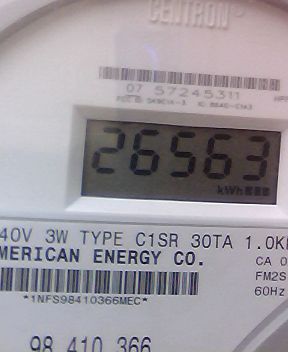 CENTRON®
07 57245311
26563
kWh
40V 3W TYPE C1SR 30TA 1.0K
MERICAN ENERGY CO.
CA 0
FM2S
60Hz
*1NFS98410366MEC*
98 410 366